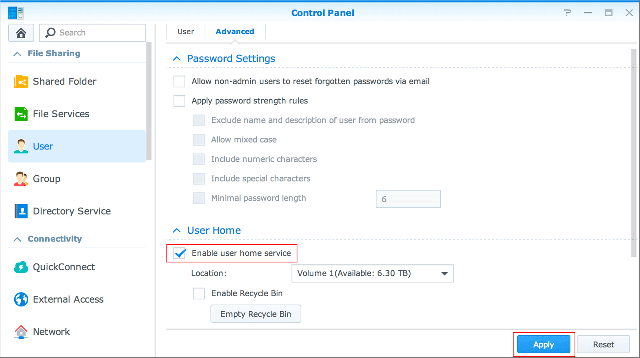 Control Panel
Search
User
Advanced
File Sharing
Shared Folder
File Services
User
Group
Directory Service
Connectivity
QuickConnect
External Access
Network
Password Settings
Allow non-admin users to reset forgotten passwords via email
Apply password strength rules
Exclude name and description of user from password
Allow mixed case
Include numeric characters
Include special characters
Minimal password length
6
User Home
Enable user home service
Location:
Volume 1(Available: 6.30 TB)
Enable Recycle Bin
Empty Recycle Bin
Apply
Reset